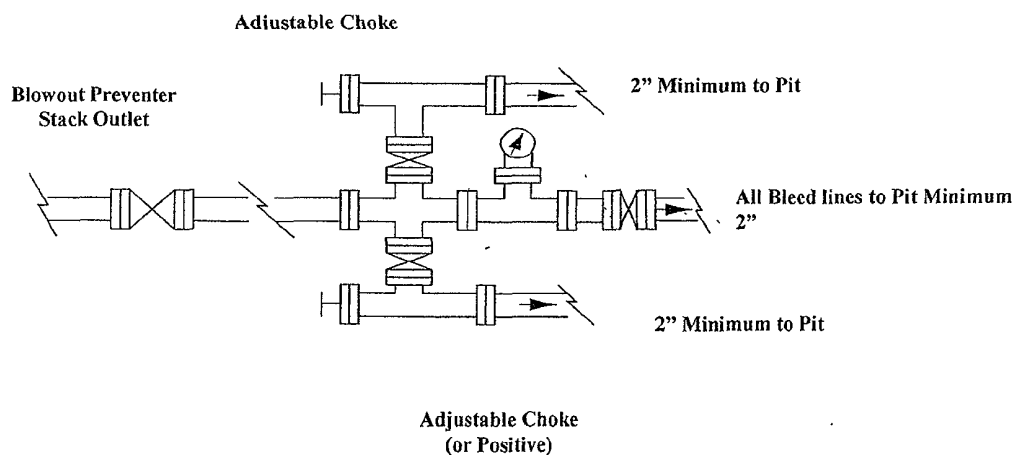 Adjustable Choke
2" Minimum to Pit
Blowout Preventer
Stack Outlet
All Bleed lines to Pit Minimum
2"
2" Minimum to Pit
Adjustable Choke
(or Positive)